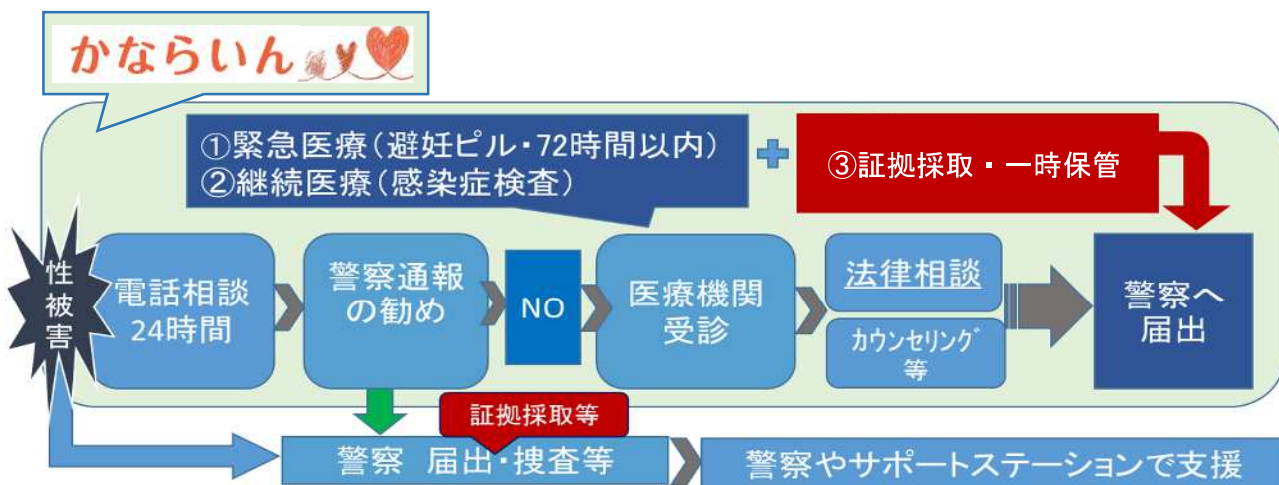 かならいん
①緊急医療(避妊ピル・72時間以内)
②継続医療(感染症検査)
③証拠採取・一時保管
性
被
害
電話相談
24時間
警察通報
の勧め
NO
医療機関
受診
法律相談
ｶｳﾝｾﾘﾝｸﾞ
等
警察へ
届出
証拠採取等
警察 届出・捜査等
警察やサポートステーションで支援